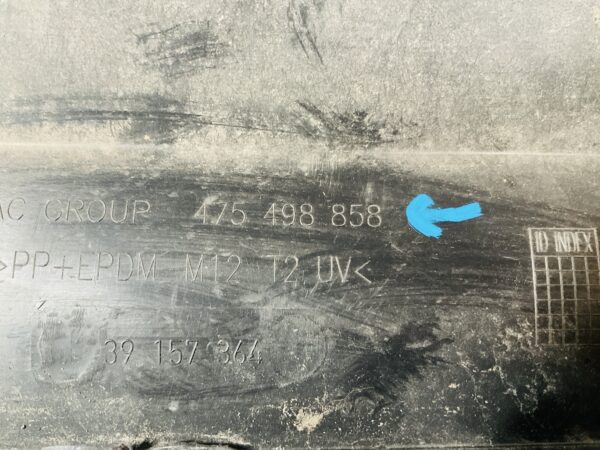 AC GROUP 475 498 858
ID INDEX
>PP+EPDM M12 T2 UV<
39 157 364